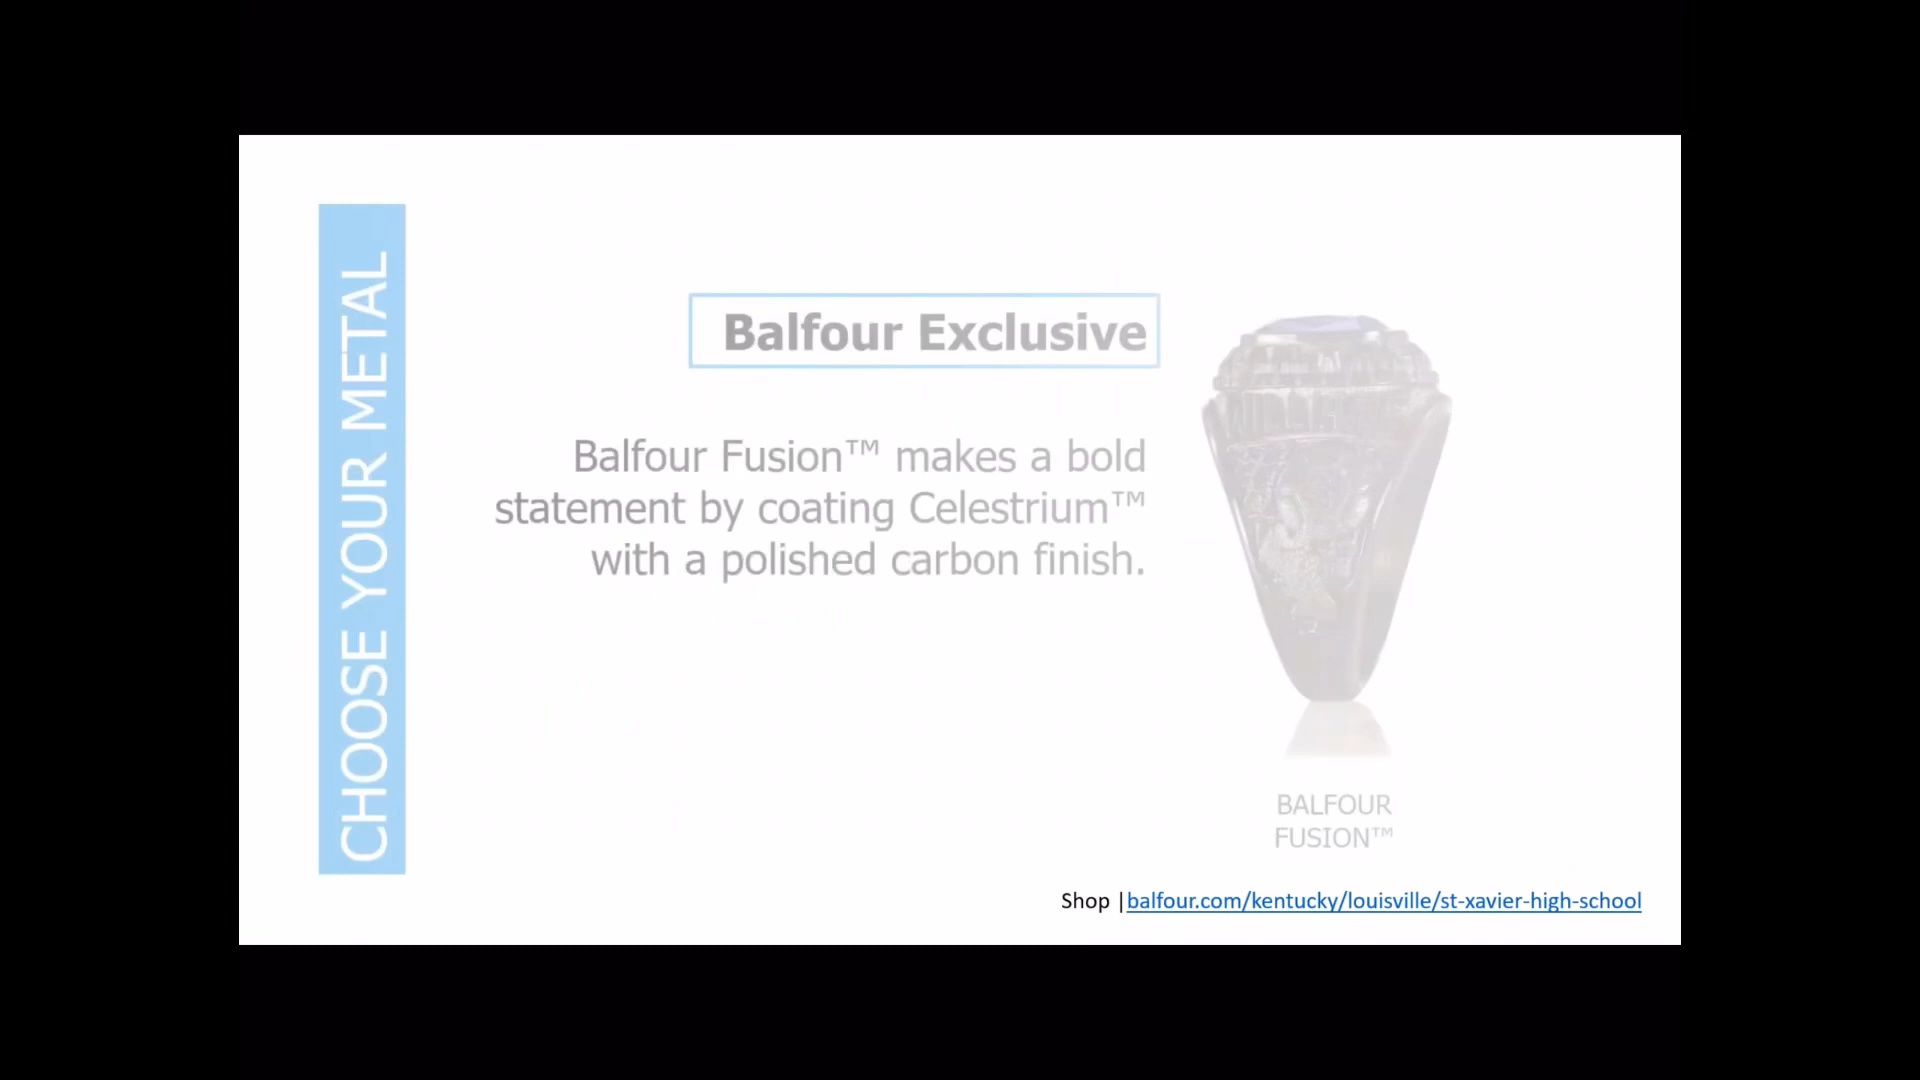 CHOOSE YOUR METAL
Balfour Exclusive
Balfour Fusion™ makes a bold
statement by coating Celestrium™
with a polished carbon finish.
BALFOUR
FUSION™
Shop |balfour.com/kentucky/louisville/st-xavier-high-school